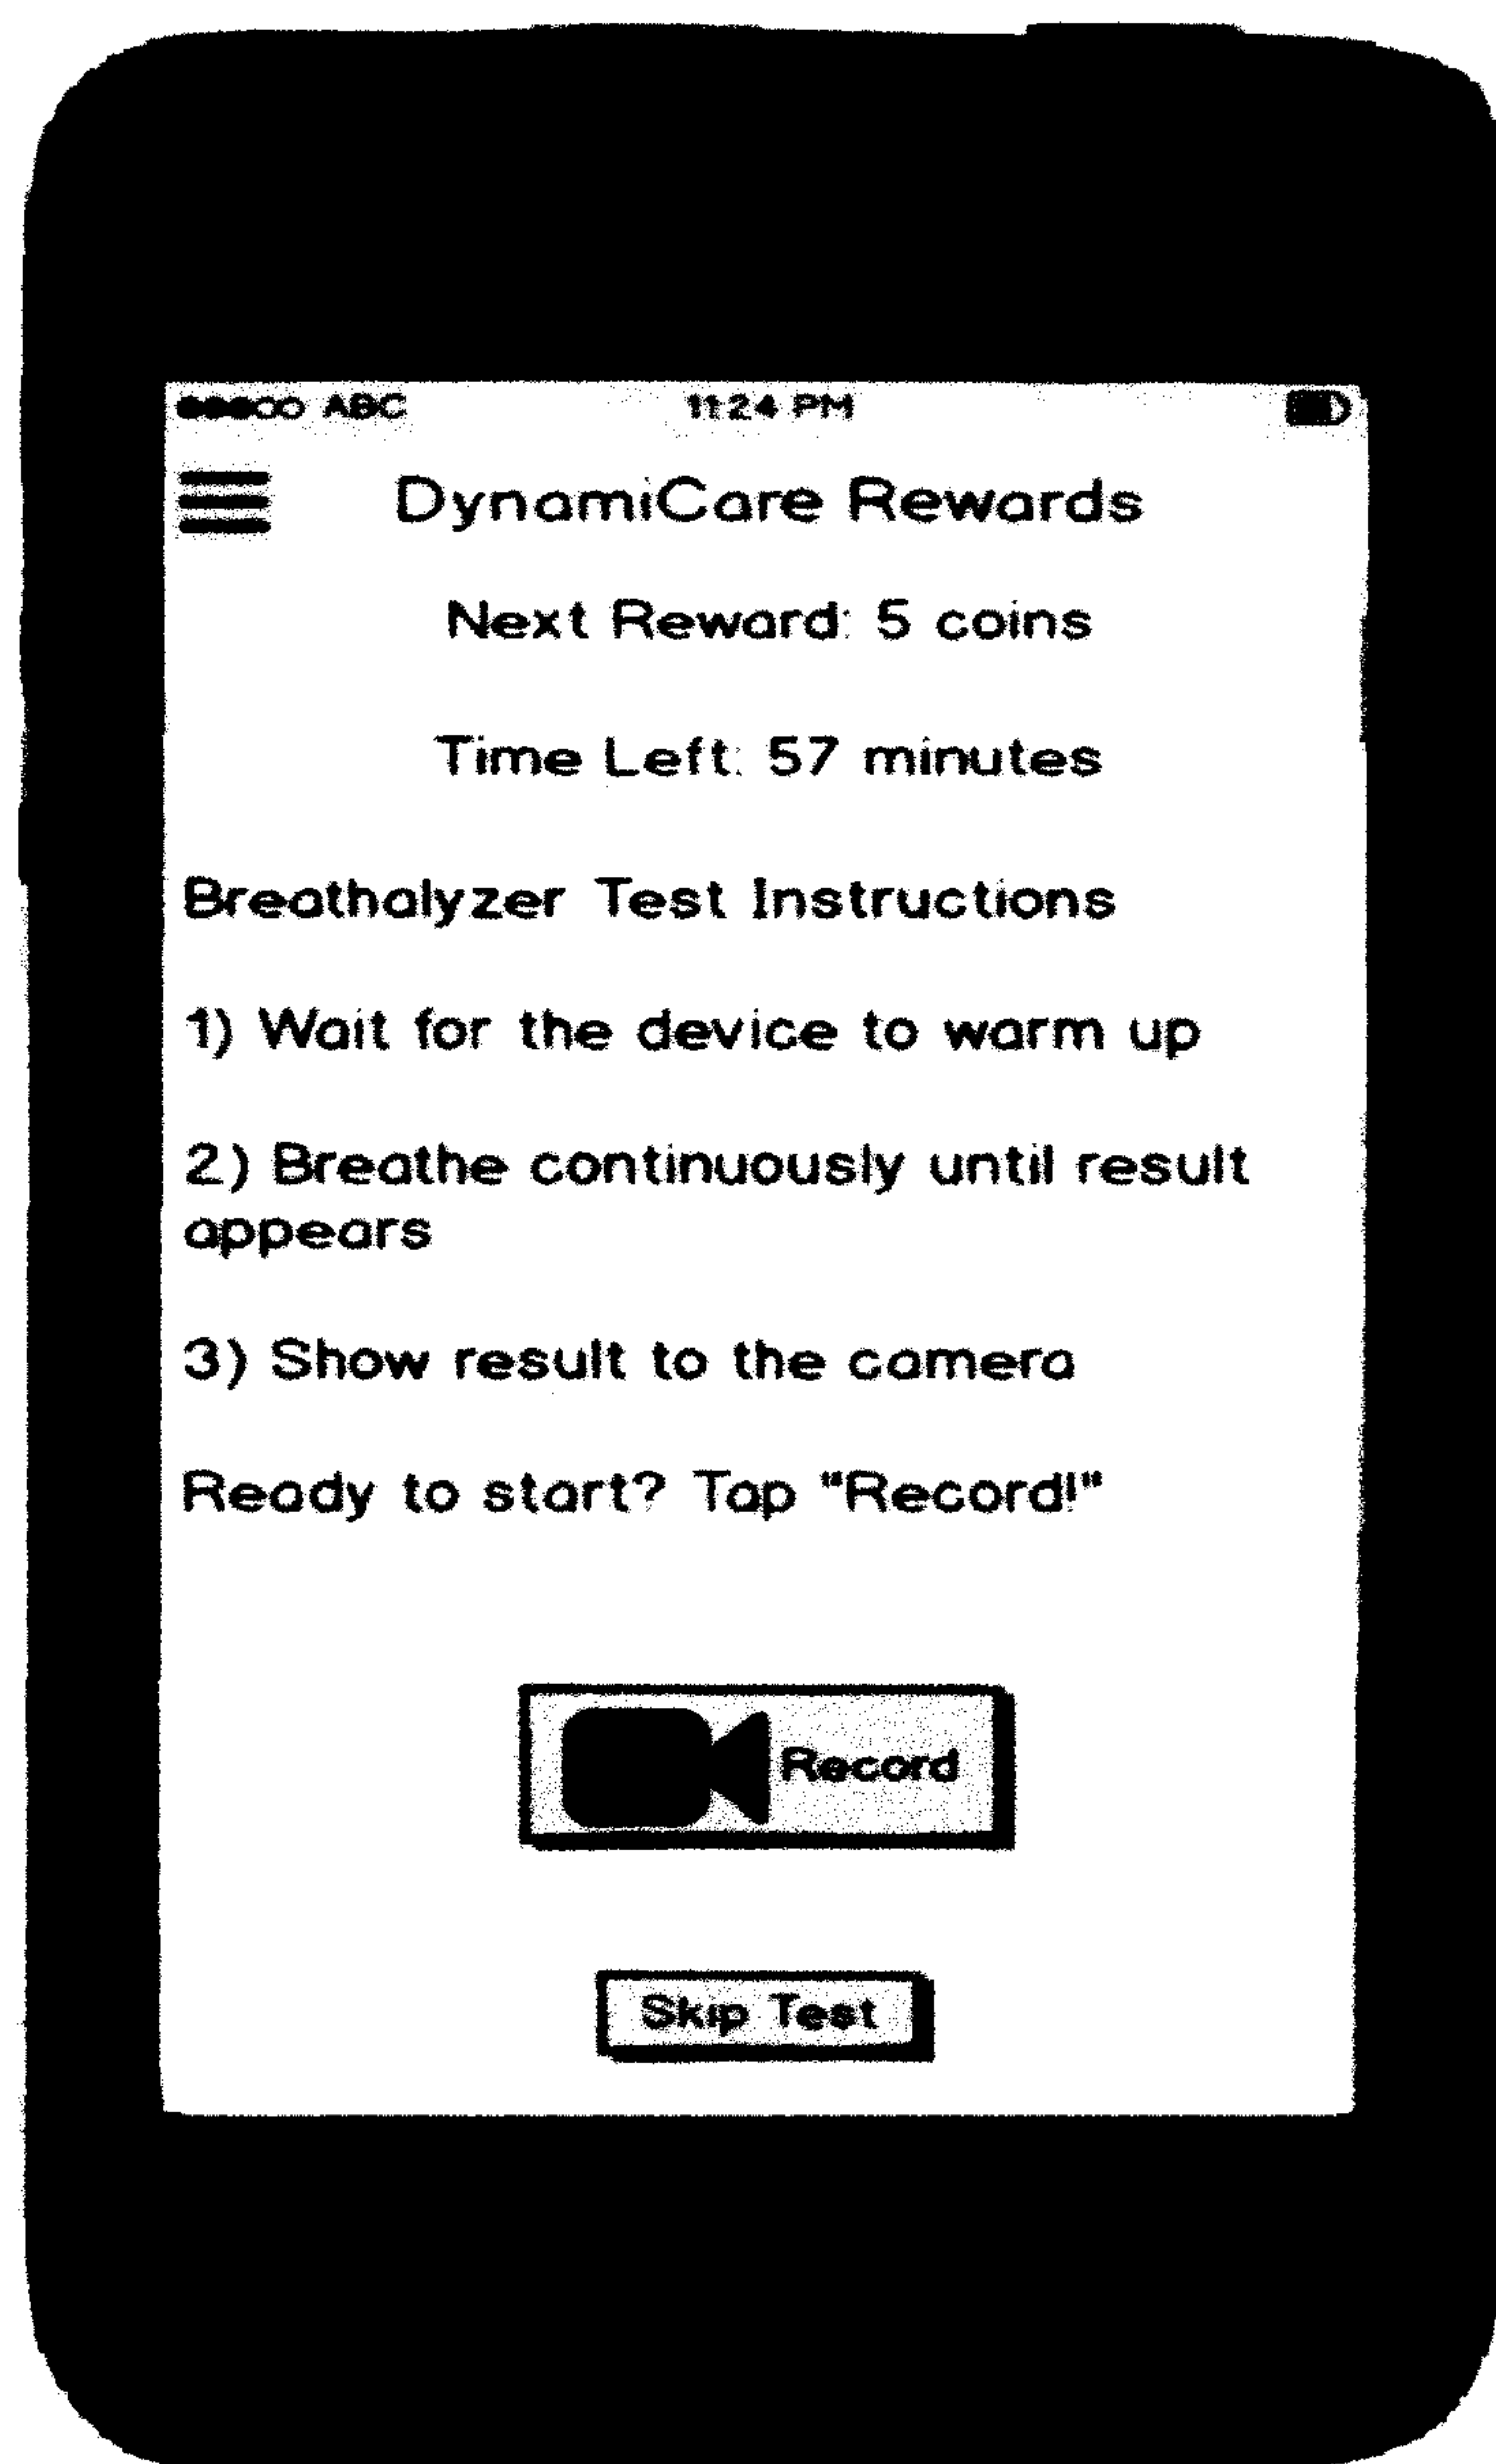 ABC 11:24 PM
DynamiCare Rewards
Next Reward: 5 coins
Time Left: 57 minutes
Breathalyzer Test Instructions
1) Wait for the device to warm up
2) Breathe continuously until result
appears
3) Show result to the camera
Ready to start? Tap "Record!"
Record
Skip Test